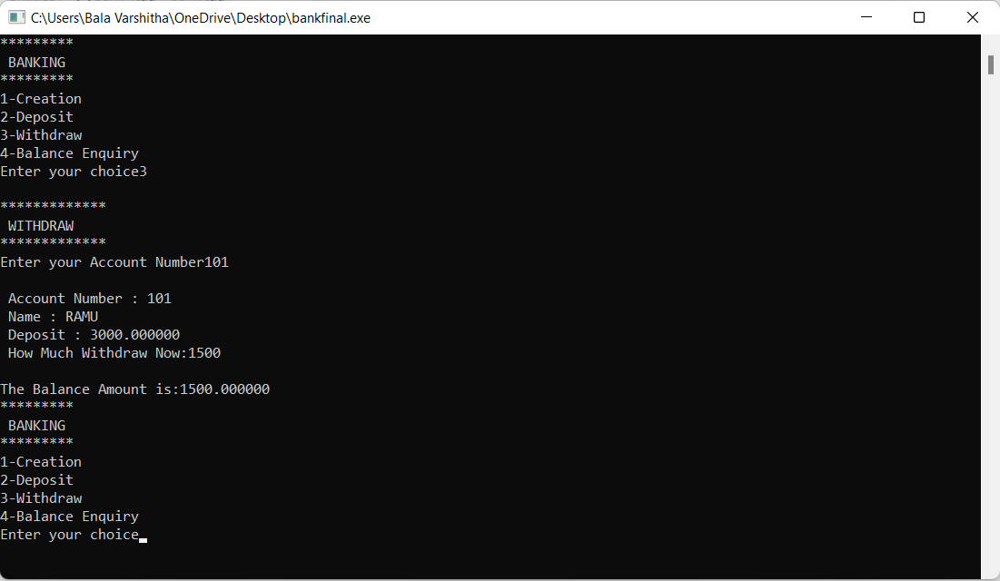 C:\Users\Bala Varshitha\OneDrive\Desktop\bankfinal.exe
*********
 BANKING
*********
1-Creation
2-Deposit
3-Withdraw
4-Balance Enquiry
Enter your choice3

*************
 WITHDRAW
*************
Enter your Account Number101

 Account Number : 101
 Name : RAMU
 Deposit : 3000.000000
 How Much Withdraw Now:1500

The Balance Amount is:1500.000000
*********
 BANKING
*********
1-Creation
2-Deposit
3-Withdraw
4-Balance Enquiry
Enter your choice